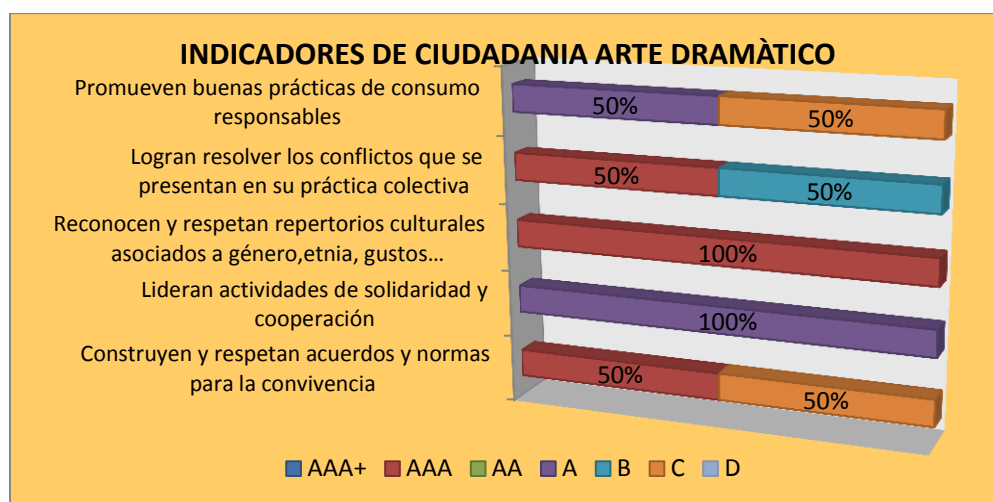 INDICADORES DE CIUDADANIA ARTE DRAMÀTICO
Promueven buenas prácticas de consumo
responsables
50% 50%
Logran resolver los conflictos que se
presentan en su práctica colectiva
50% 50%
Reconocen y respetan repertorios culturales
asociados a género,etnia, gustos...
100%
Lideran actividades de solidaridad y
cooperación
100%
Construyen y respetan acuerdos y normas
para la convivencia
50% 50%
AAA+ AAA AA A B C D